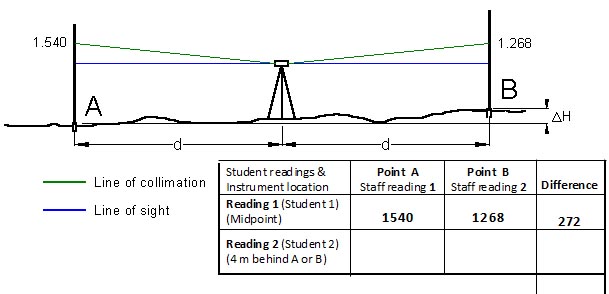 1.540
1.268
A
B
ΔH
d
d
Line of collimation
Line of sight
Student readings &
Instrument location
Point A
Staff reading 1
Point B
Staff reading 2
Difference
Reading 1 (Student 1)
(Midpoint)
1540
1268
272
Reading 2 (Student 2)
(4 m behind A or B)